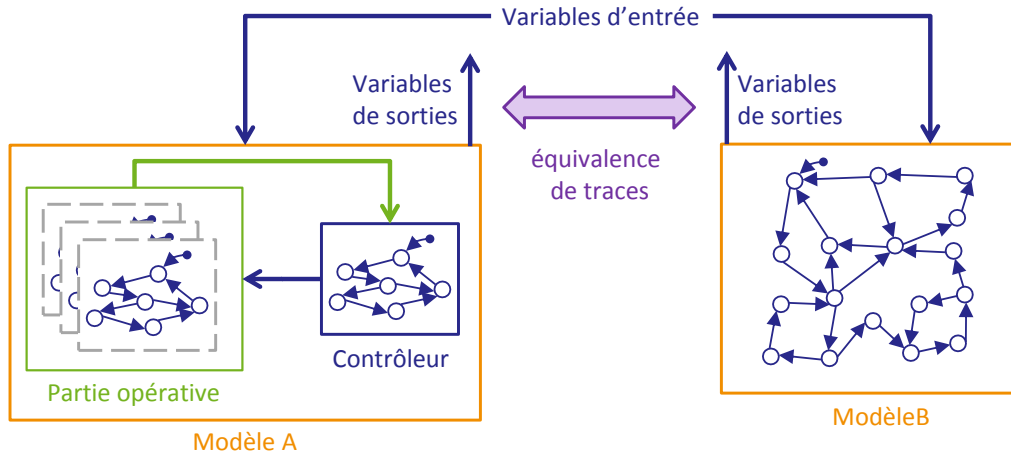 Variables d'entrée
Variables
de sorties
Variables
de sorties
équivalence
de traces
Contrôleur
Partie opérative
Modèle A
ModèleB